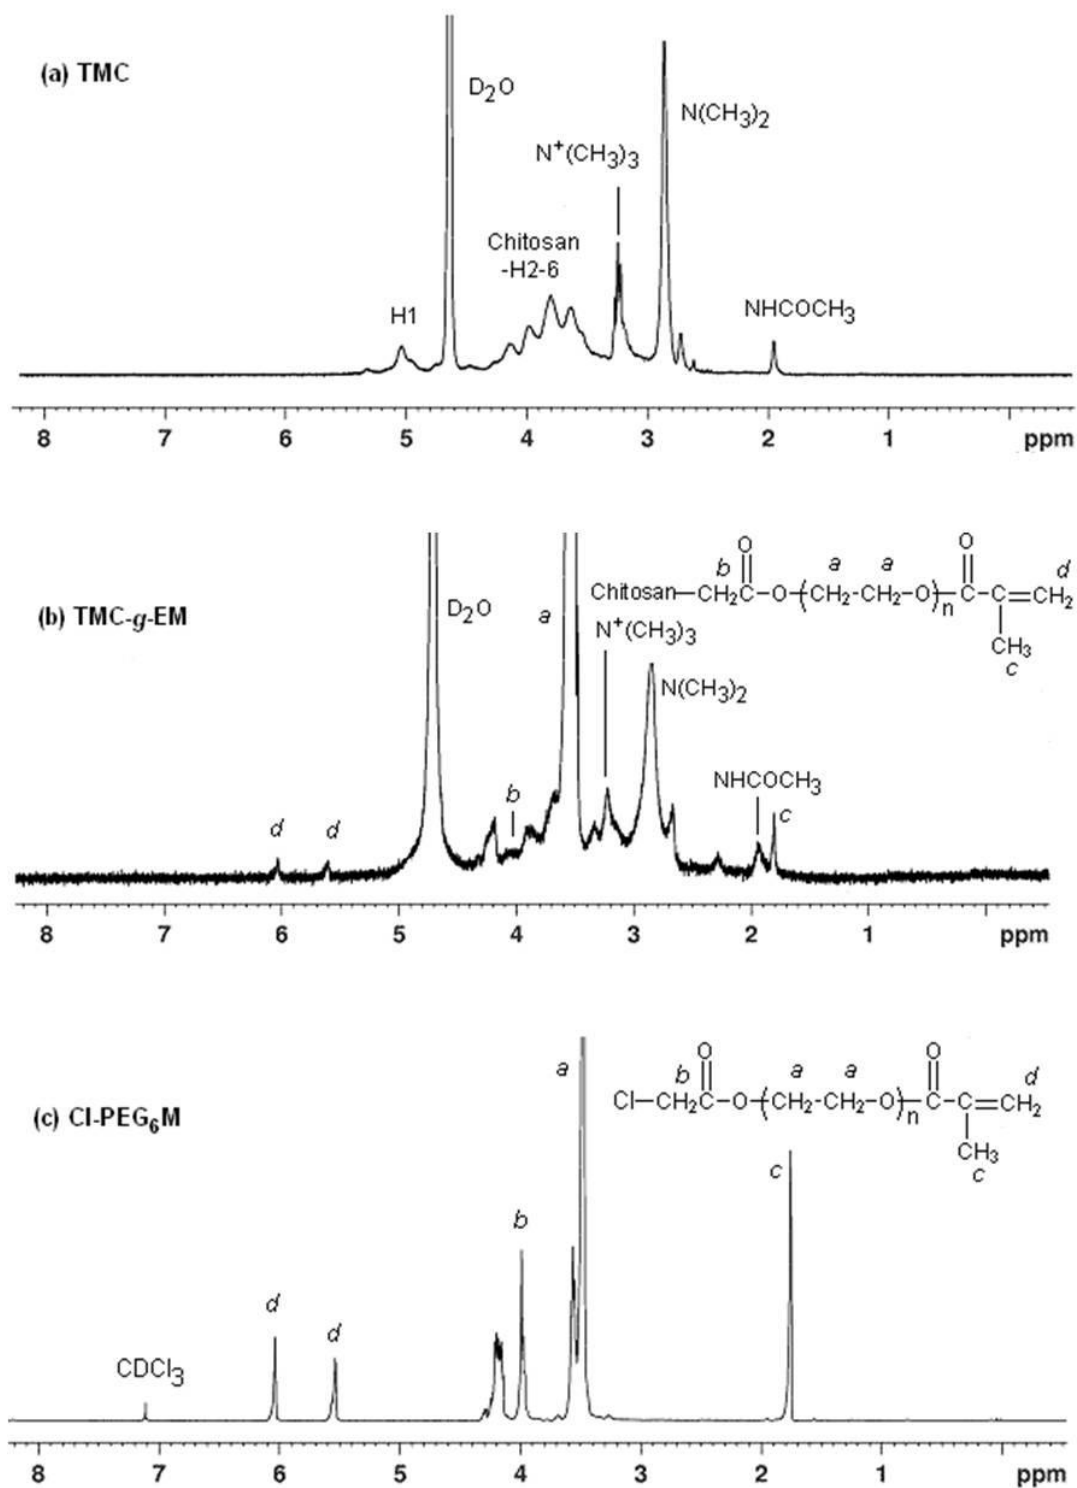 (a) TMC
D2O
N(CH3)2
N+(CH3)3
Chitosan
-H2-6
H1
NHCOCH3
8 7 6 5 4 3 2 1 ppm
(b) TMC-g-EM
D2O
a
b O a a O d
Chitosan—CH2C—O—(CH2-CH2—O)n—C—=CH2
CH3
c
N+(CH3)3
N(CH3)2
NHCOCH3
c
b
d
d
8 7 6 5 4 3 2 1 ppm
(c) Cl-PEG6M
a
b O a a O d
Cl—CH2C—O—(CH2-CH2—O)n—C—=CH2
CH3
c
c
b
d
d
CDCl3
8 7 6 5 4 3 2 1 ppm